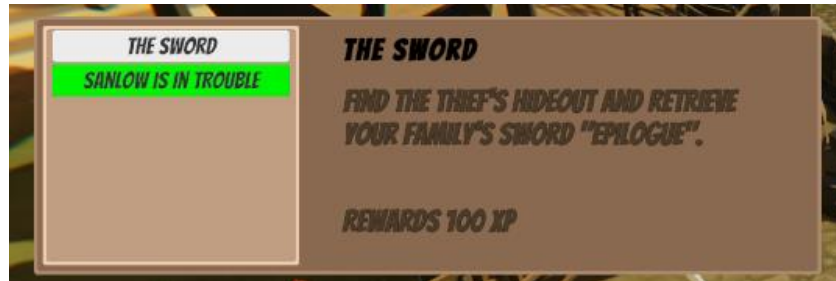 THE SWORD
SANLOW IS IN TROUBLE
THE SWORD
FIND THE THIEF'S HIDEOUT AND RETRIEVE
YOUR FAMILY'S SWORD "EPILOGUE".
REWARDS 100 XP